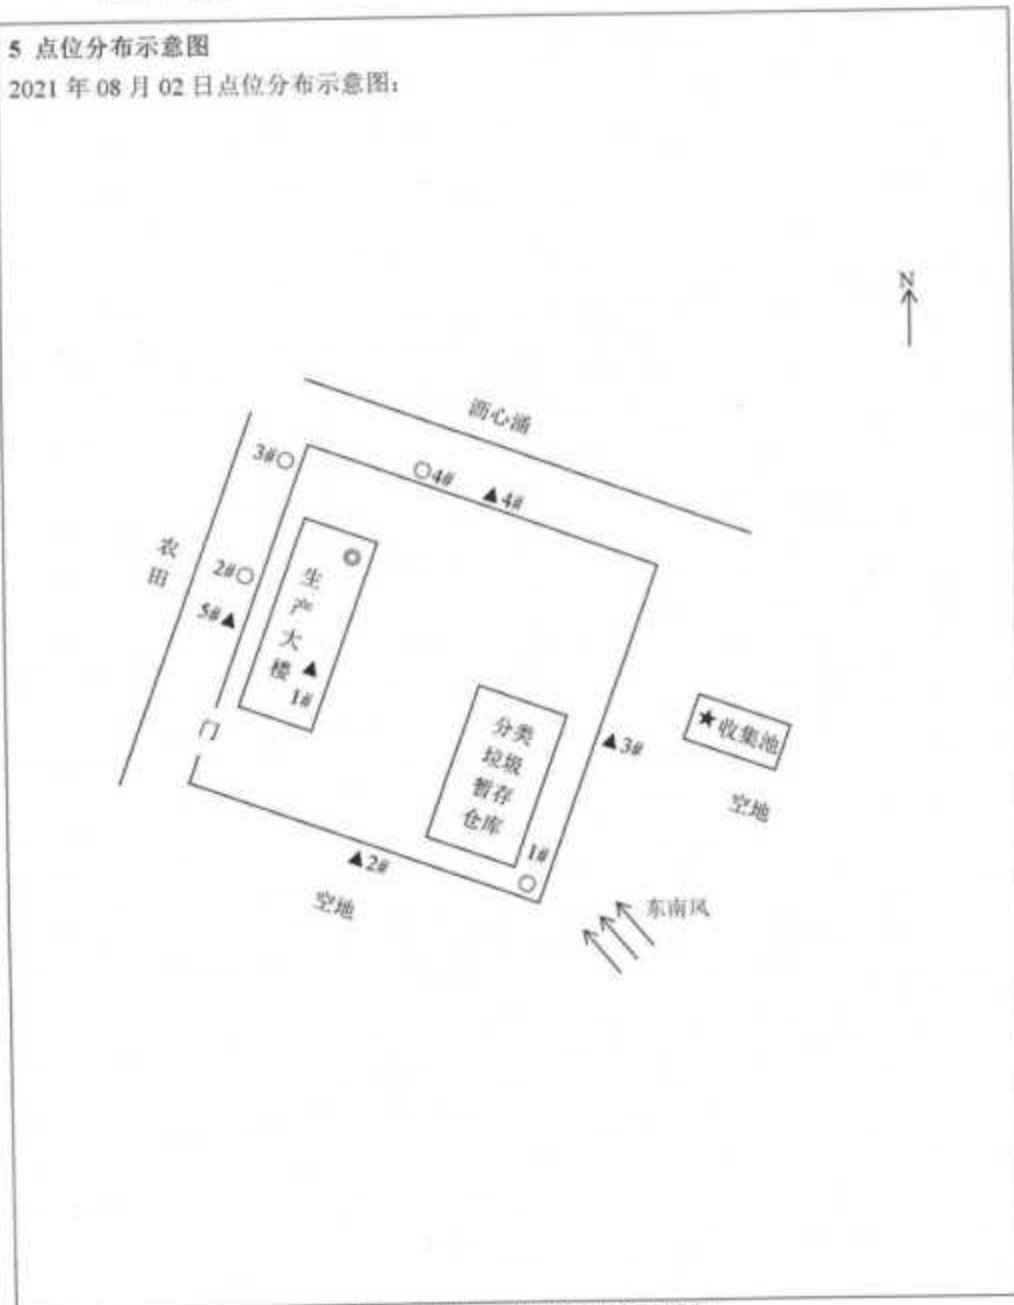 5 点位分布示意图
2021 年 08 月 02 日点位分布示意图:
N
沥心涌
3#○
○4#
▲4#
农田
2#○
5#▲
◎
生产大楼
▲
1#
门
分类
垃圾
暂存
仓库
▲3#
★收集池
空地
1#
○
▲2#
空地
东南风